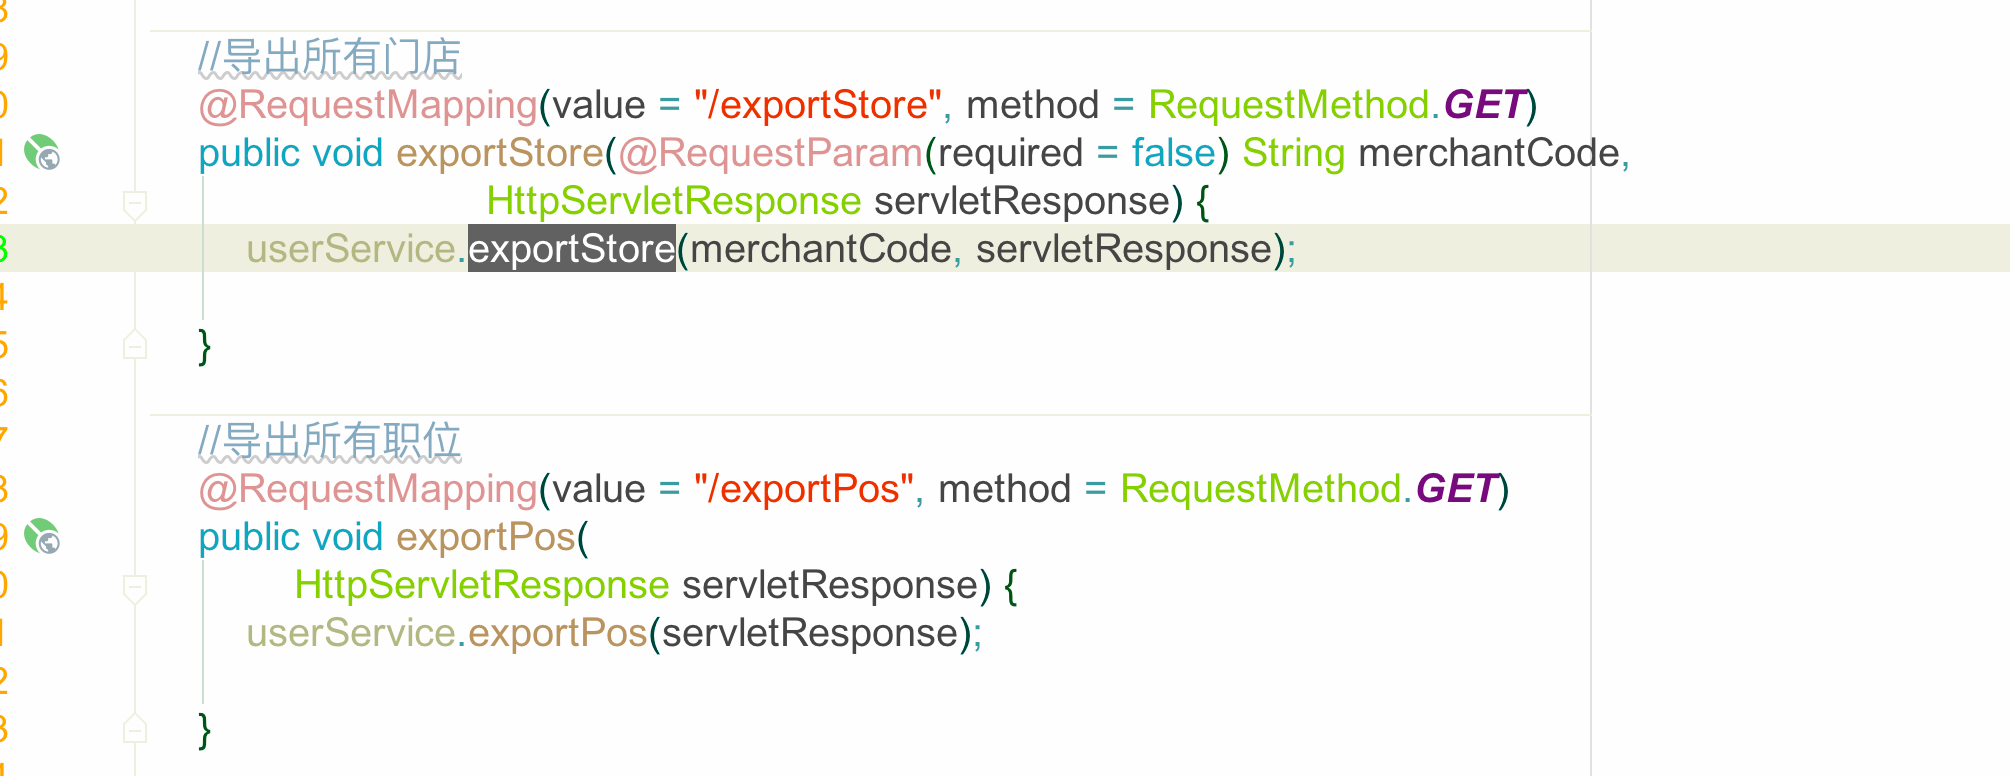 //导出所有门店
@RequestMapping(value = "/exportStore", method = RequestMethod.GET)
public void exportStore(@RequestParam(required = false) String merchantCode,
HttpServletResponse servletResponse) {
userService.exportStore(merchantCode, servletResponse);
}
//导出所有职位
@RequestMapping(value = "/exportPos", method = RequestMethod.GET)
public void exportPos(
HttpServletResponse servletResponse) {
userService.exportPos(servletResponse);
}